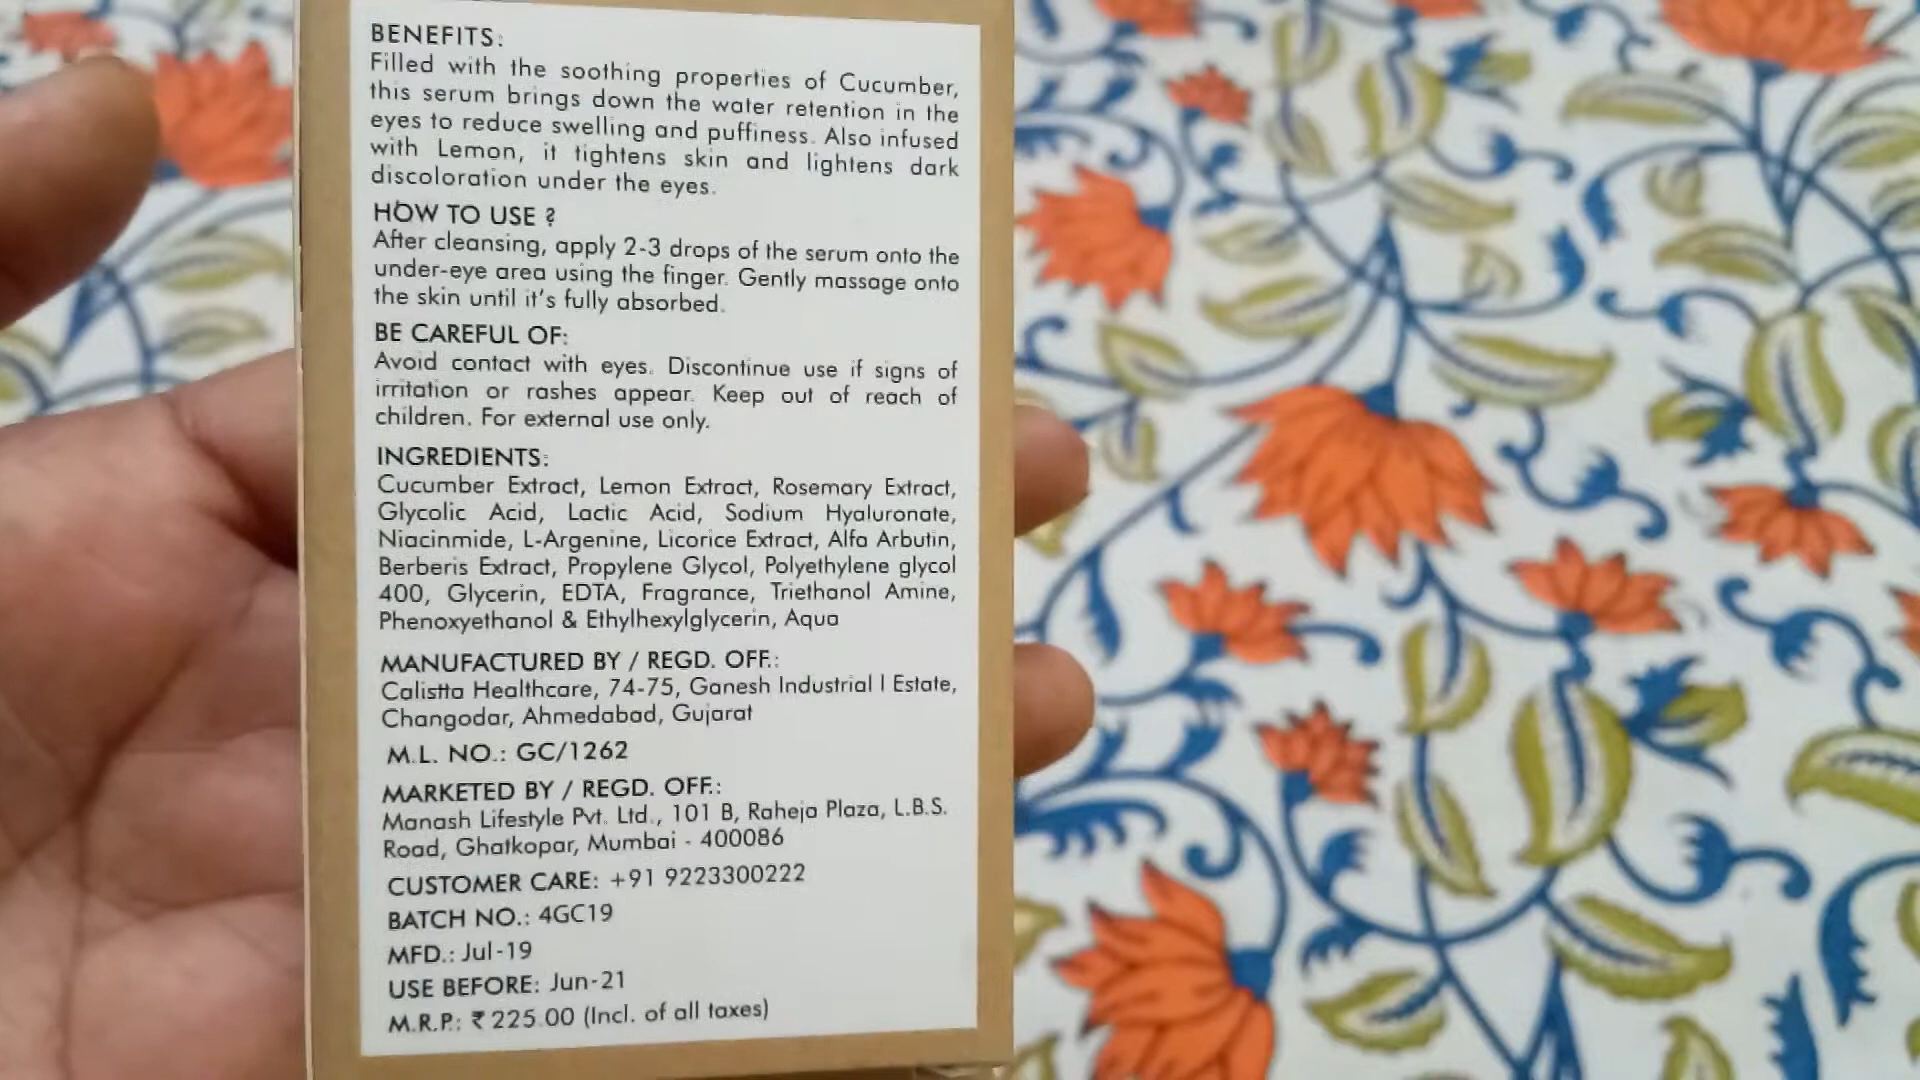 BENEFITS:
Filled with the soothing properties of Cucumber,
this serum brings down the water retention in the
eyes to reduce swelling and puffiness. Also infused
with Lemon, it tightens skin and lightens dark
discoloration under the eyes.
HOW TO USE ?
After cleansing, apply 2-3 drops of the serum onto the
under-eye area using the finger. Gently massage onto
the skin until it's fully absorbed.
BE CAREFUL OF:
Avoid contact with eyes. Discontinue use if signs of
irritation or rashes appear. Keep out of reach of
children. For external use only.
INGREDIENTS:
Cucumber Extract, Lemon Extract, Rosemary Extract,
Glycolic Acid, Lactic Acid, Sodium Hyaluronate,
Niacinmide, L-Argenine, Licorice Extract, Alfa Arbutin,
Berberis Extract, Propylene Glycol, Polyethylene glycol
400, Glycerin, EDTA, Fragrance, Triethanol Amine,
Phenoxyethanol & Ethylhexylglycerin, Aqua
MANUFACTURED BY / REGD. OFF.:
Calistta Healthcare, 74-75, Ganesh Industrial I Estate,
Changodar, Ahmedabad, Gujarat
M.L. NO.: GC/1262
MARKETED BY / REGD. OFF.:
Manash Lifestyle Pvt. Ltd., 101 B, Raheja Plaza, L.B.S.
Road, Ghatkopar, Mumbai - 400086
CUSTOMER CARE: +91 9223300222
BATCH NO.: 4GC19
MFD.: Jul-19
USE BEFORE: Jun-21
M.R.P.: ₹ 225.00 (Incl. of all taxes)